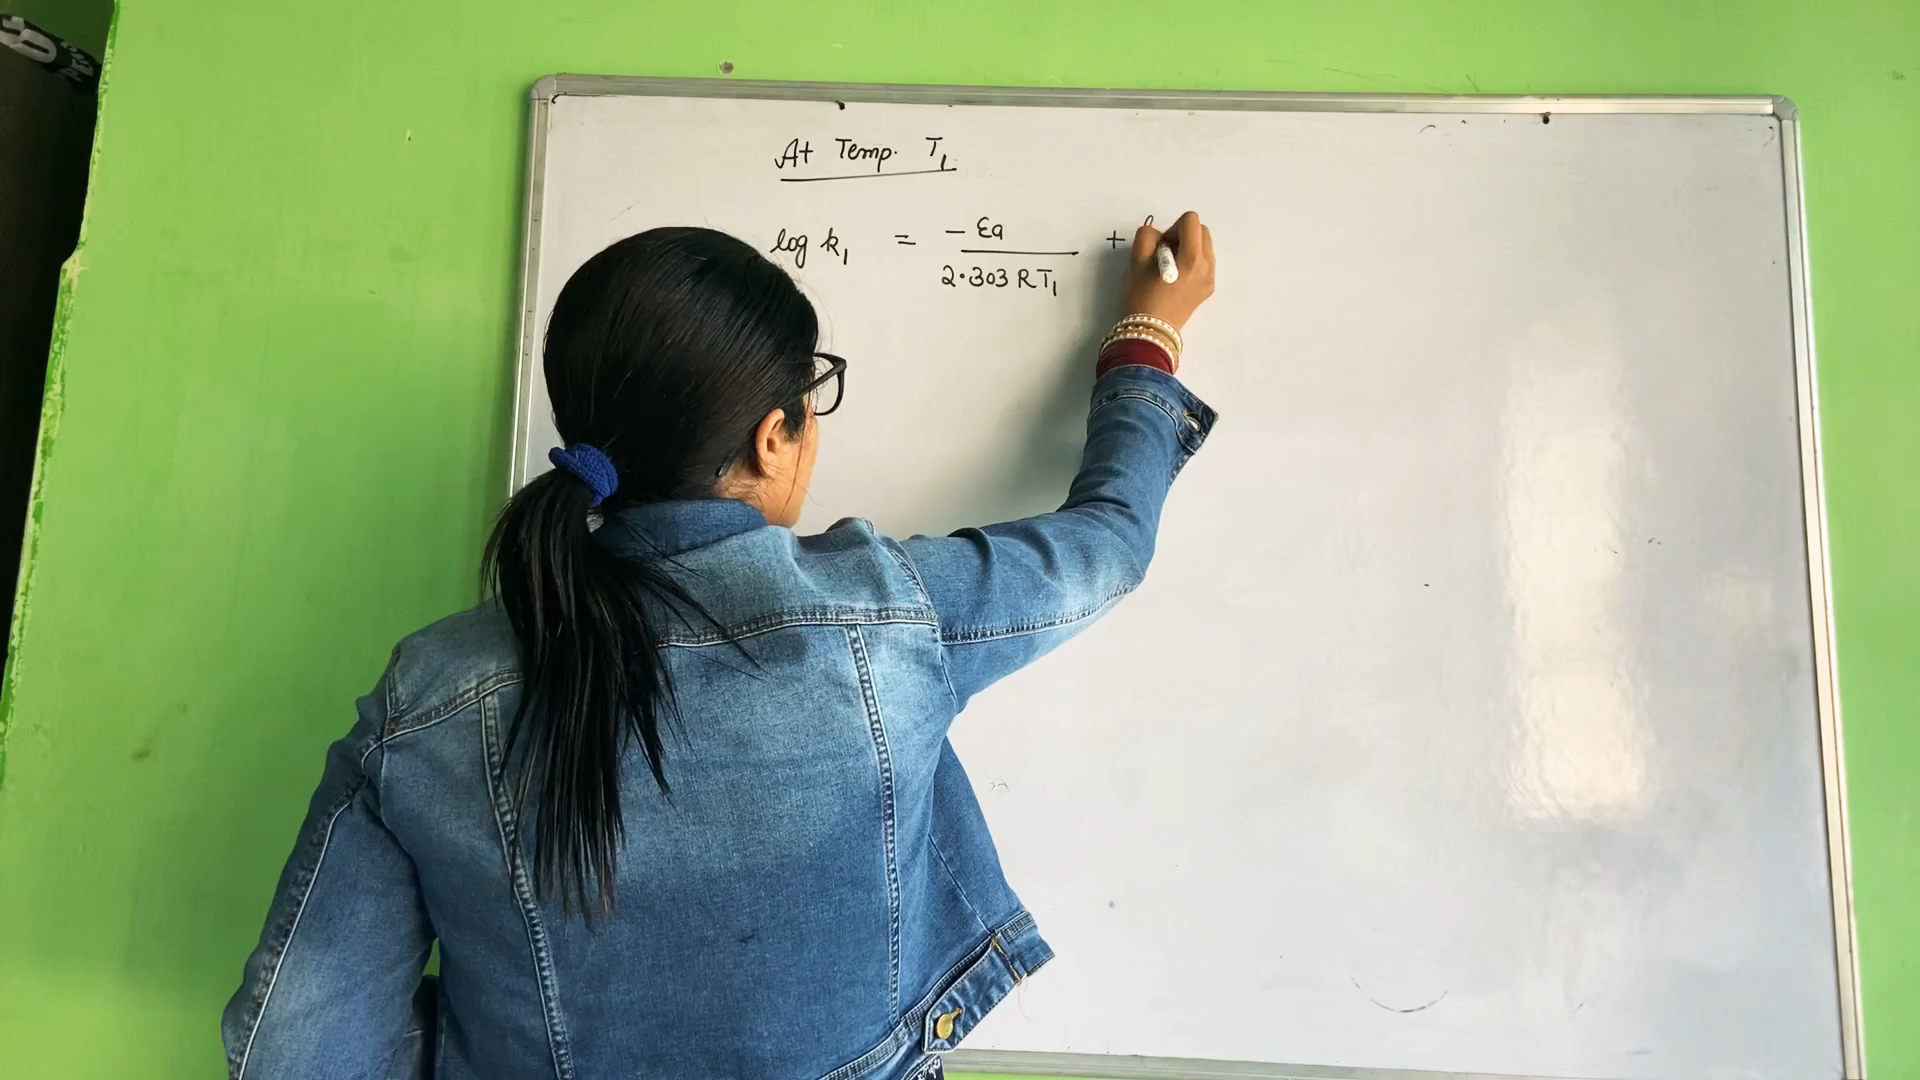 At Temp. T₁
log k₁ = -Ea / 2.303 RT₁ +